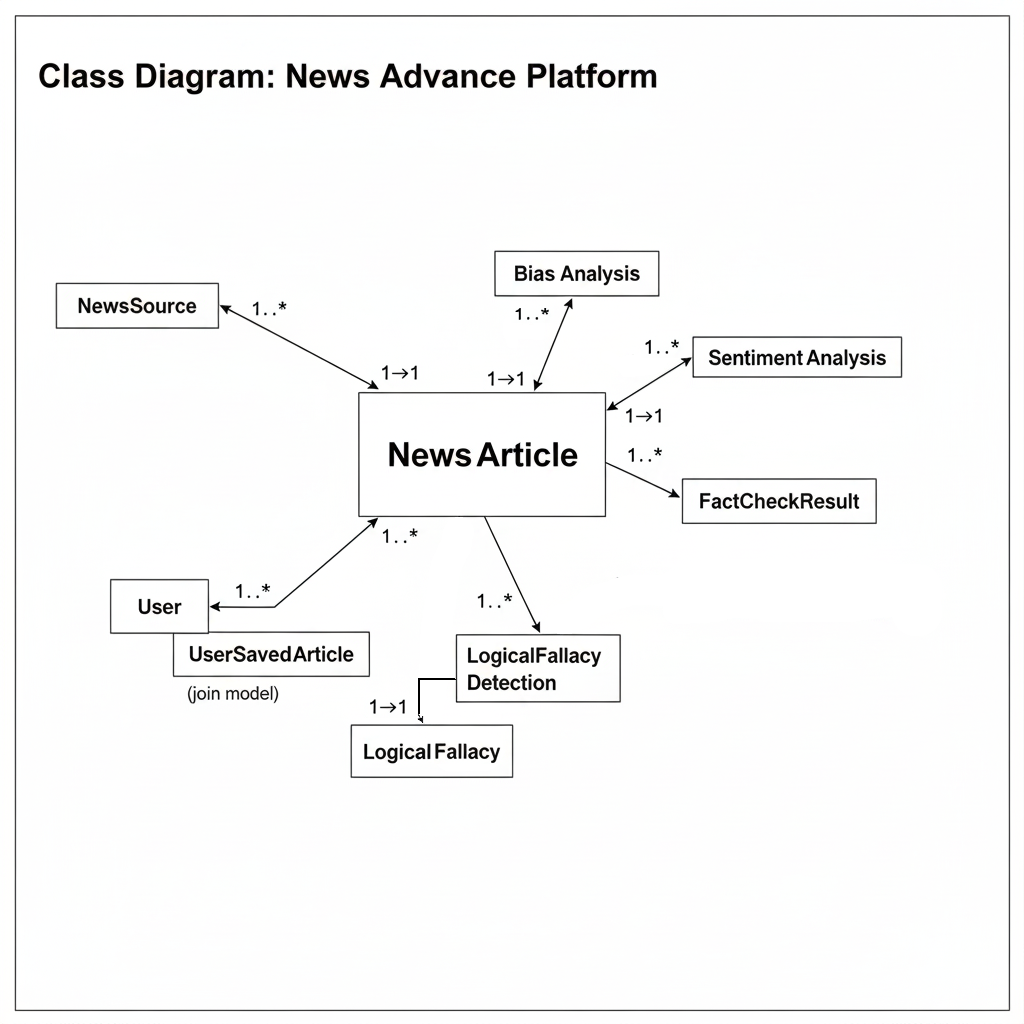 Class Diagram: News Advance Platform
Bias Analysis
NewsSource
1..*
1..*
Sentiment Analysis
1..*
1→1
1→1
1→1
News Article
1..*
FactCheckResult
1..*
User
1..*
1..*
UserSavedArticle
(join model)
LogicalFallacy
Detection
1→1
Logical Fallacy